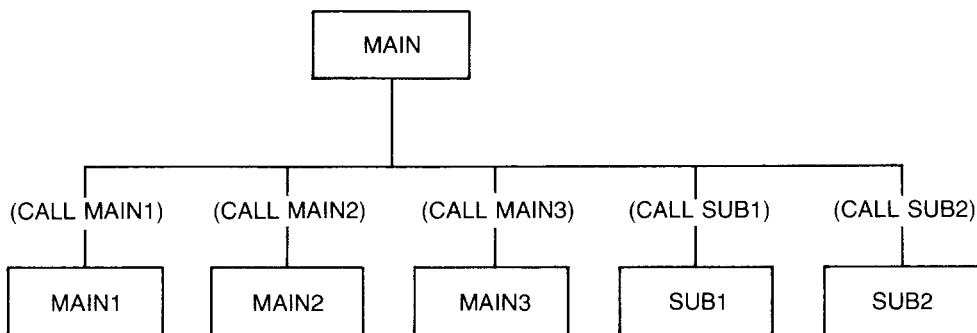 MAIN
(CALL MAIN1) (CALL MAIN2) (CALL MAIN3) (CALL SUB1) (CALL SUB2)
MAIN1 MAIN2 MAIN3 SUB1 SUB2